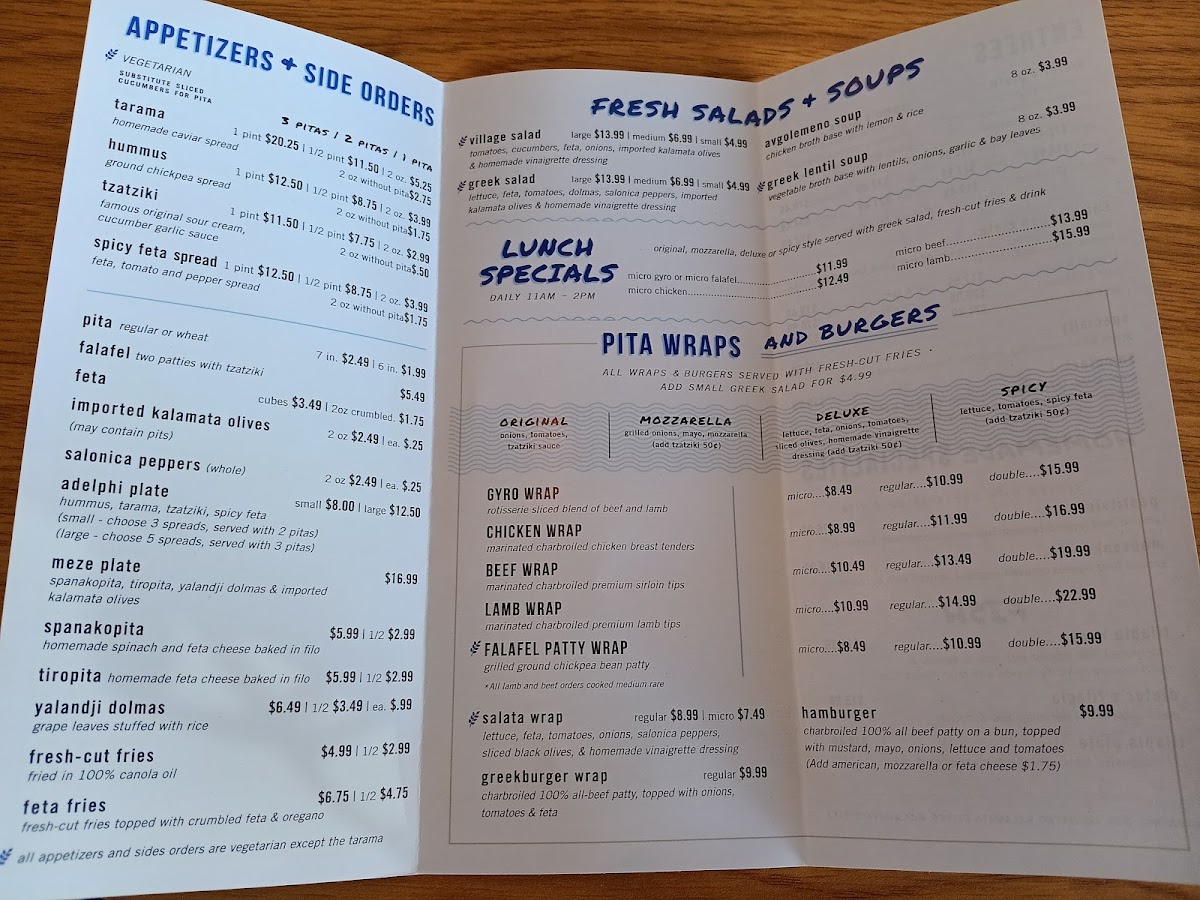 APPETIZERS + SIDE ORDERS
VEGETARIAN
SUBSTITUTE SLICED
CUCUMBERS FOR PITA
3 PITAS / 2 PITAS / 1 PITA
tarama 1 pint $20.25 | 1/2 pint $11.50 | 2 oz. $5.25
homemade caviar spread 2 oz without pita $2.75
hummus 1 pint $12.50 | 1/2 pint $8.75 | 2 oz. $3.99
ground chickpea spread 2 oz without pita $1.75
tzatziki 1 pint $11.50 | 1/2 pint $7.75 | 2 oz. $2.99
famous original sour cream, 2 oz without pita $.50
cucumber garlic sauce
spicy feta spread 1 pint $12.50 | 1/2 pint $8.75 | 2 oz. $3.99
feta, tomato and pepper spread 2 oz without pita $1.75
pita regular or wheat 7 in. $2.49 | 6 in. $1.99
falafel two patties with tzatziki $5.49
feta cubes $3.49 | 2oz crumbled. $1.75
imported kalamata olives 2 oz $2.49 | ea. $.25
(may contain pits)
salonica peppers (whole) 2 oz $2.49 | ea. $.25
adelphi plate small $8.00 | large $12.50
hummus, tarama, tzatziki, spicy feta
(small - choose 3 spreads, served with 2 pitas)
(large - choose 5 spreads, served with 3 pitas)
meze plate $16.99
spanakopita, tiropita, yalandji dolmas & imported
kalamata olives
spanakopita $5.99 | 1/2 $2.99
homemade spinach and feta cheese baked in filo
tiropita homemade feta cheese baked in filo $5.99 | 1/2 $2.99
yalandji dolmas $6.49 | 1/2 $3.49 | ea. $.99
grape leaves stuffed with rice
fresh-cut fries $4.99 | 1/2 $2.99
fried in 100% canola oil
feta fries $6.75 | 1/2 $4.75
fresh-cut fries topped with crumbled feta & oregano
all appetizers and sides orders are vegetarian except the tarama
FRESH SALADS + SOUPS
village salad large $13.99 | medium $6.99 | small $4.99
tomatoes, cucumbers, feta, onions, imported kalamata olives
& homemade vinaigrette dressing
greek salad large $13.99 | medium $6.99 | small $4.99
lettuce, feta, tomatoes, dolmas, salonica peppers, imported
kalamata olives & homemade vinaigrette dressing
avgolemeno soup 8 oz. $3.99
chicken broth base with lemon & rice
greek lentil soup 8 oz. $3.99
vegetable broth base with lentils, onions, garlic & bay leaves
LUNCH
SPECIALS
DAILY 11AM - 2PM
original, mozzarella, deluxe or spicy style served with greek salad, fresh-cut fries & drink
micro gyro or micro falafel....................$11.99
micro chicken................................$12.49
micro beef........................$13.99
micro lamb........................$15.99
PITA WRAPS AND BURGERS
ALL WRAPS & BURGERS SERVED WITH FRESH-CUT FRIES ·
ADD SMALL GREEK SALAD FOR $4.99
ORIGINAL
onions, tomatoes,
tzatziki sauce
MOZZARELLA
grilled onions, mayo, mozzarella
(add tzatziki 50¢)
DELUXE
lettuce, feta, onions, tomatoes,
sliced olives, homemade vinaigrette
dressing (add tzatziki 50¢)
SPICY
lettuce, tomatoes, spicy feta
(add tzatziki 50¢)
GYRO WRAP micro....$8.49 regular....$10.99 double....$15.99
rotisserie sliced blend of beef and lamb
CHICKEN WRAP micro....$8.99 regular....$11.99 double....$16.99
marinated charbroiled chicken breast tenders
BEEF WRAP micro....$10.49 regular....$13.49 double....$19.99
marinated charbroiled premium sirloin tips
LAMB WRAP micro....$10.99 regular....$14.99 double....$22.99
marinated charbroiled premium lamb tips
FALAFEL PATTY WRAP micro....$8.49 regular....$10.99 double....$15.99
grilled ground chickpea bean patty
*All lamb and beef orders cooked medium rare
salata wrap regular $8.99 | micro $7.49
lettuce, feta, tomatoes, onions, salonica peppers,
sliced black olives, & homemade vinaigrette dressing
greekburger wrap regular $9.99
charbroiled 100% all-beef patty, topped with onions,
tomatoes & feta
hamburger $9.99
charbroiled 100% all beef patty on a bun, topped
with mustard, mayo, onions, lettuce and tomatoes
(Add american, mozzarella or feta cheese $1.75)